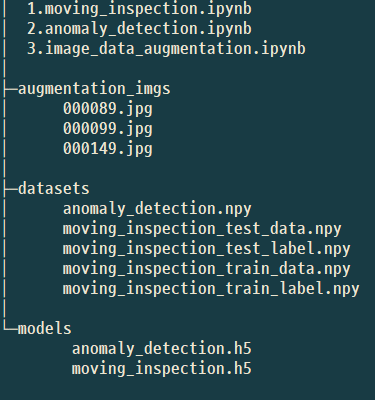 1.moving_inspection.ipynb
2.anomaly_detection.ipynb
3.image_data_augmentation.ipynb
├─augmentation_imgs
000089.jpg
000099.jpg
000149.jpg
├─datasets
anomaly_detection.npy
moving_inspection_test_data.npy
moving_inspection_test_label.npy
moving_inspection_train_data.npy
moving_inspection_train_label.npy
└─models
anomaly_detection.h5
moving_inspection.h5